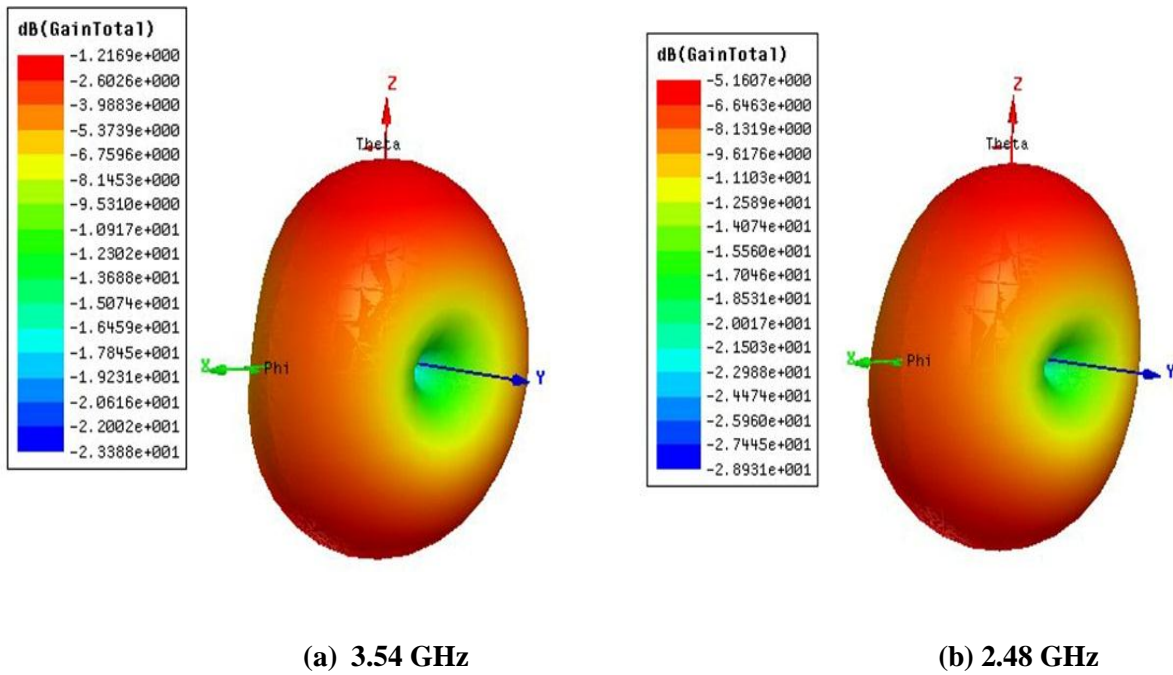 dB(GainTotal)
-1.2169e+000
-2.6026e+000
-3.9883e+000
-5.3739e+000
-6.7596e+000
-8.1453e+000
-9.5310e+000
-1.0917e+001
-1.2302e+001
-1.3688e+001
-1.5074e+001
-1.6459e+001
-1.7845e+001
-1.9231e+001
-2.0616e+001
-2.2002e+001
-2.3388e+001
Z
Theta
X
Phi
Y
dB(GainTotal)
-5.1607e+000
-6.6463e+000
-8.1319e+000
-9.6176e+000
-1.1103e+001
-1.2589e+001
-1.4074e+001
-1.5560e+001
-1.7046e+001
-1.8531e+001
-2.0017e+001
-2.1503e+001
-2.2988e+001
-2.4474e+001
-2.5960e+001
-2.7445e+001
-2.8931e+001
Z
Theta
X
Phi
Y
(a) 3.54 GHz
(b) 2.48 GHz